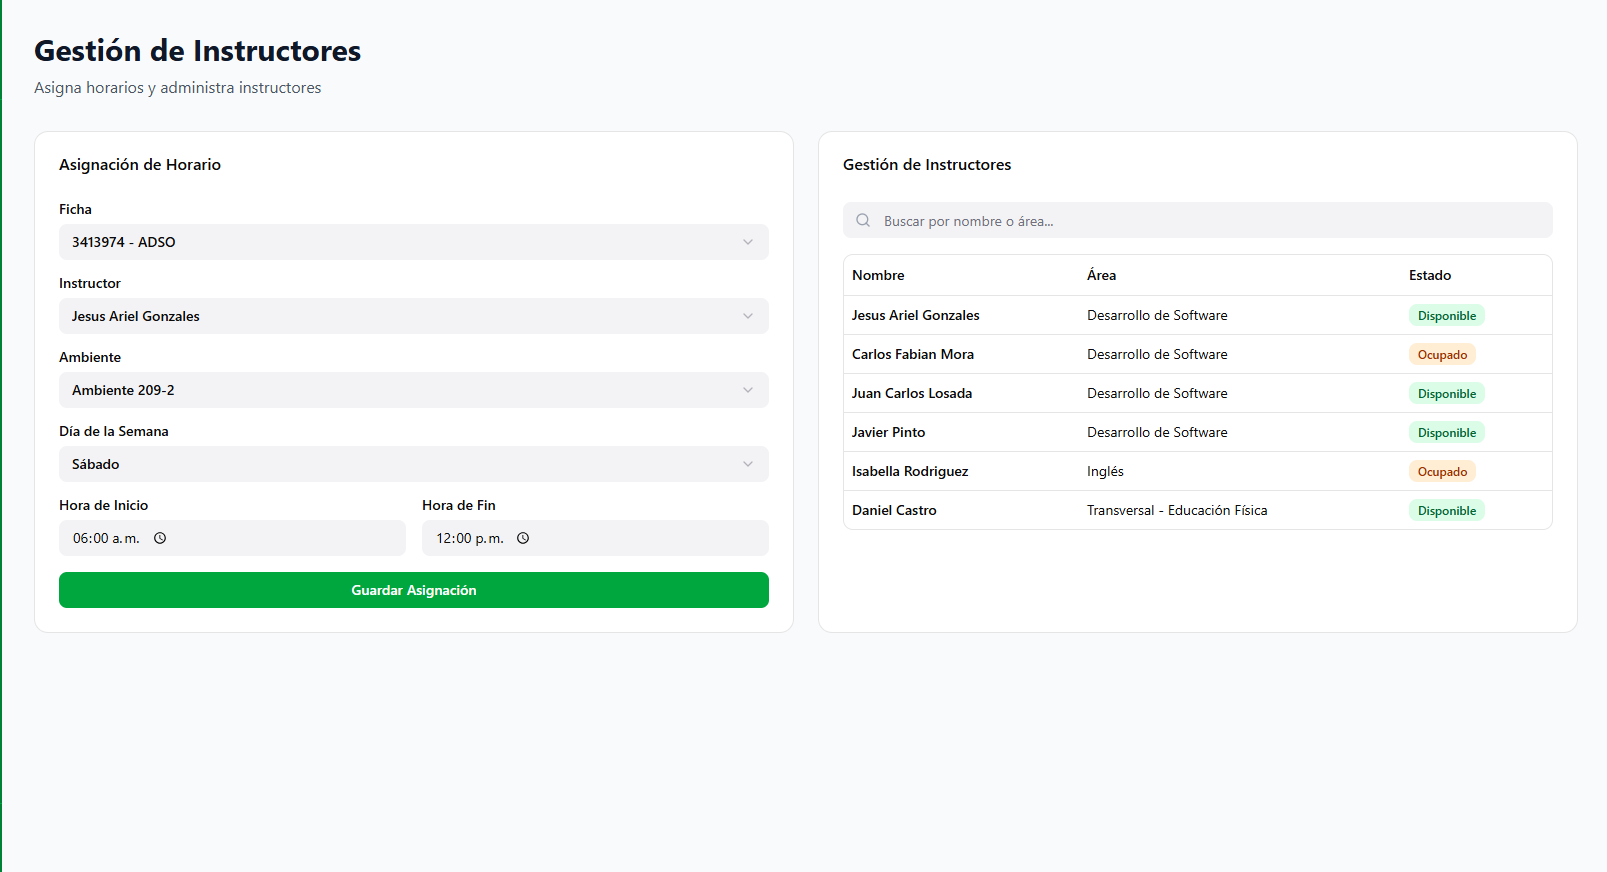 Gestión de Instructores
Asigna horarios y administra instructores
Asignación de Horario
Ficha
3413974 - ADSO
Instructor
Jesus Ariel Gonzales
Ambiente
Ambiente 209-2
Día de la Semana
Sábado
Hora de Inicio Hora de Fin
06:00 a. m. 12:00 p. m.
Guardar Asignación
Gestión de Instructores
Buscar por nombre o área...
Nombre Área Estado
Jesus Ariel Gonzales Desarrollo de Software Disponible
Carlos Fabian Mora Desarrollo de Software Ocupado
Juan Carlos Losada Desarrollo de Software Disponible
Javier Pinto Desarrollo de Software Disponible
Isabella Rodriguez Inglés Ocupado
Daniel Castro Transversal - Educación Física Disponible